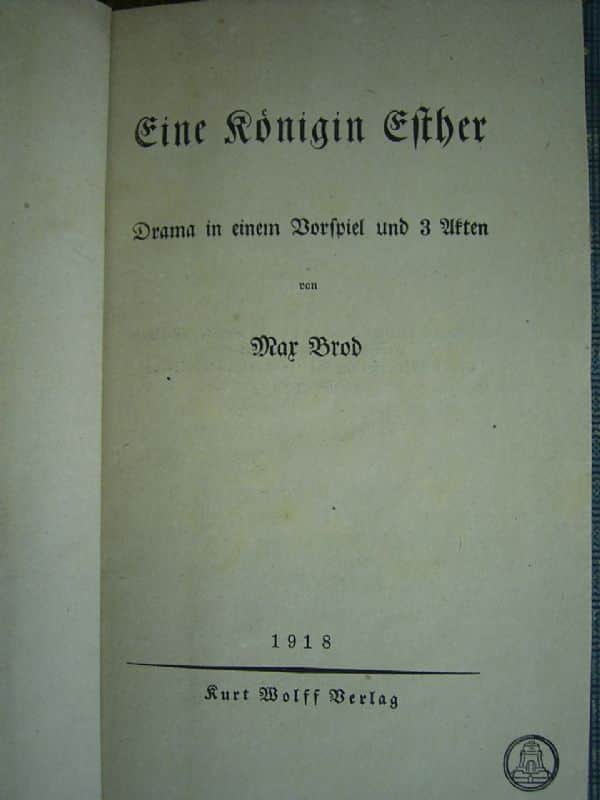 Eine Königin Eſther
Drama in einem Vorſpiel und 3 Akten
von
Max Brod
1918
Kurt Wolff Verlag